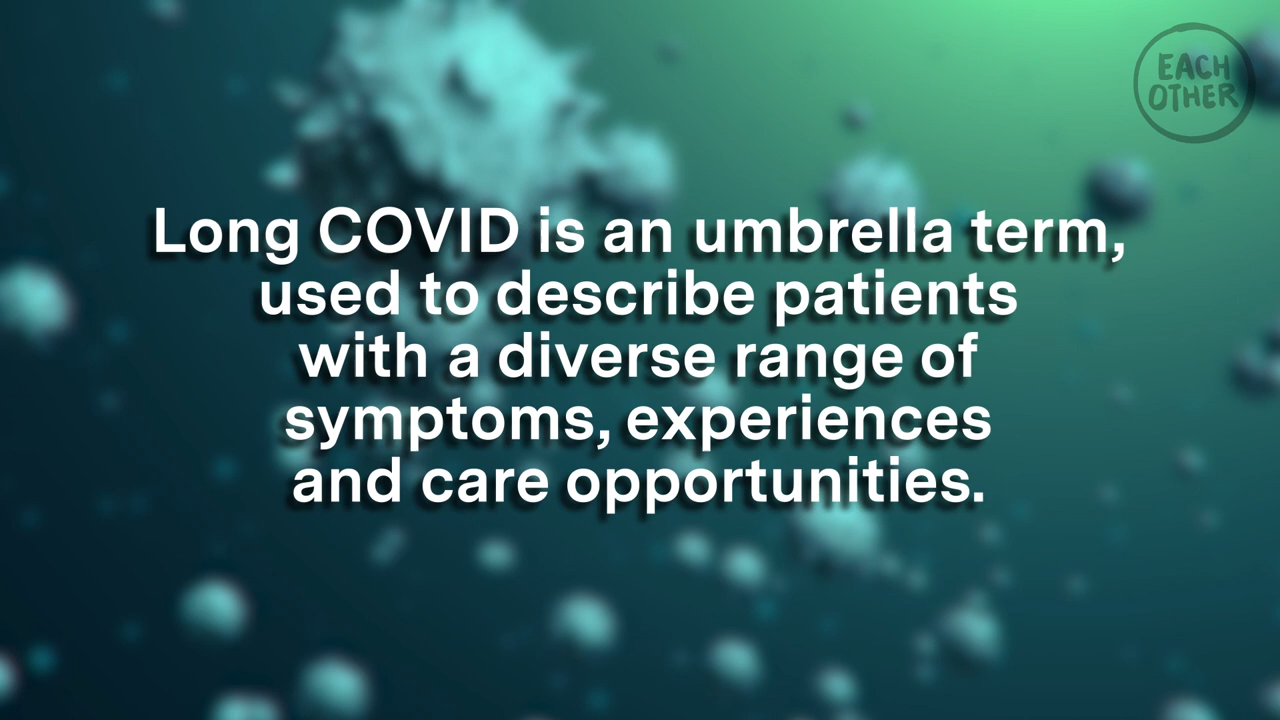 EACH
OTHER
Long COVID is an umbrella term,
used to describe patients
with a diverse range of
symptoms, experiences
and care opportunities.